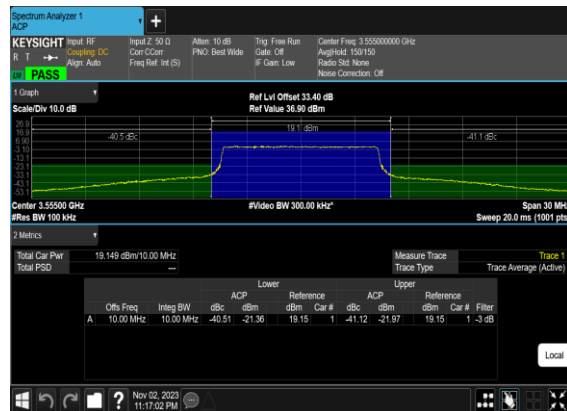 Spectrum Analyzer 1
ACP
+
KEYSIGHT Input: RF Input Z: 50 Ω Atten: 10 dB Trig: Free Run Center Freq: 3.555000000 GHz
R T Coupling: DC Corr CCorr PNO: Best Wide Gate: Off Avg|Hold: 150/150
Align: Auto Freq Ref: Int (S) IF Gain: Low Radio Std: None
LXI PASS Noise Correction: Off
1 Graph
Ref Lvl Offset 33.40 dB
Scale/Div 10.0 dB Ref Value 36.90 dBm
26.9
16.9 19.1 dBm
6.90 -40.5 dBc -41.1 dBc
-3.10
-13.1
-23.1
-33.1
-43.1
-53.1
Center 3.55500 GHz #Video BW 300.00 kHz* Span 30 MHz
#Res BW 100 kHz Sweep 20.0 ms (1001 pts)
2 Metrics
Total Car Pwr 19.149 dBm/10.00 MHz Measure Trace Trace 1
Total PSD --- Trace Type Trace Average (Active)
Lower Upper
ACP Reference ACP Reference
Offs Freq Integ BW dBc dBm dBm Car # dBc dBm dBm Car # Filter
A 10.00 MHz 10.00 MHz -40.51 -21.36 19.15 1 -41.12 -21.97 19.15 1 -3 dB
Local
? Nov 02, 2023
11:17:02 PM